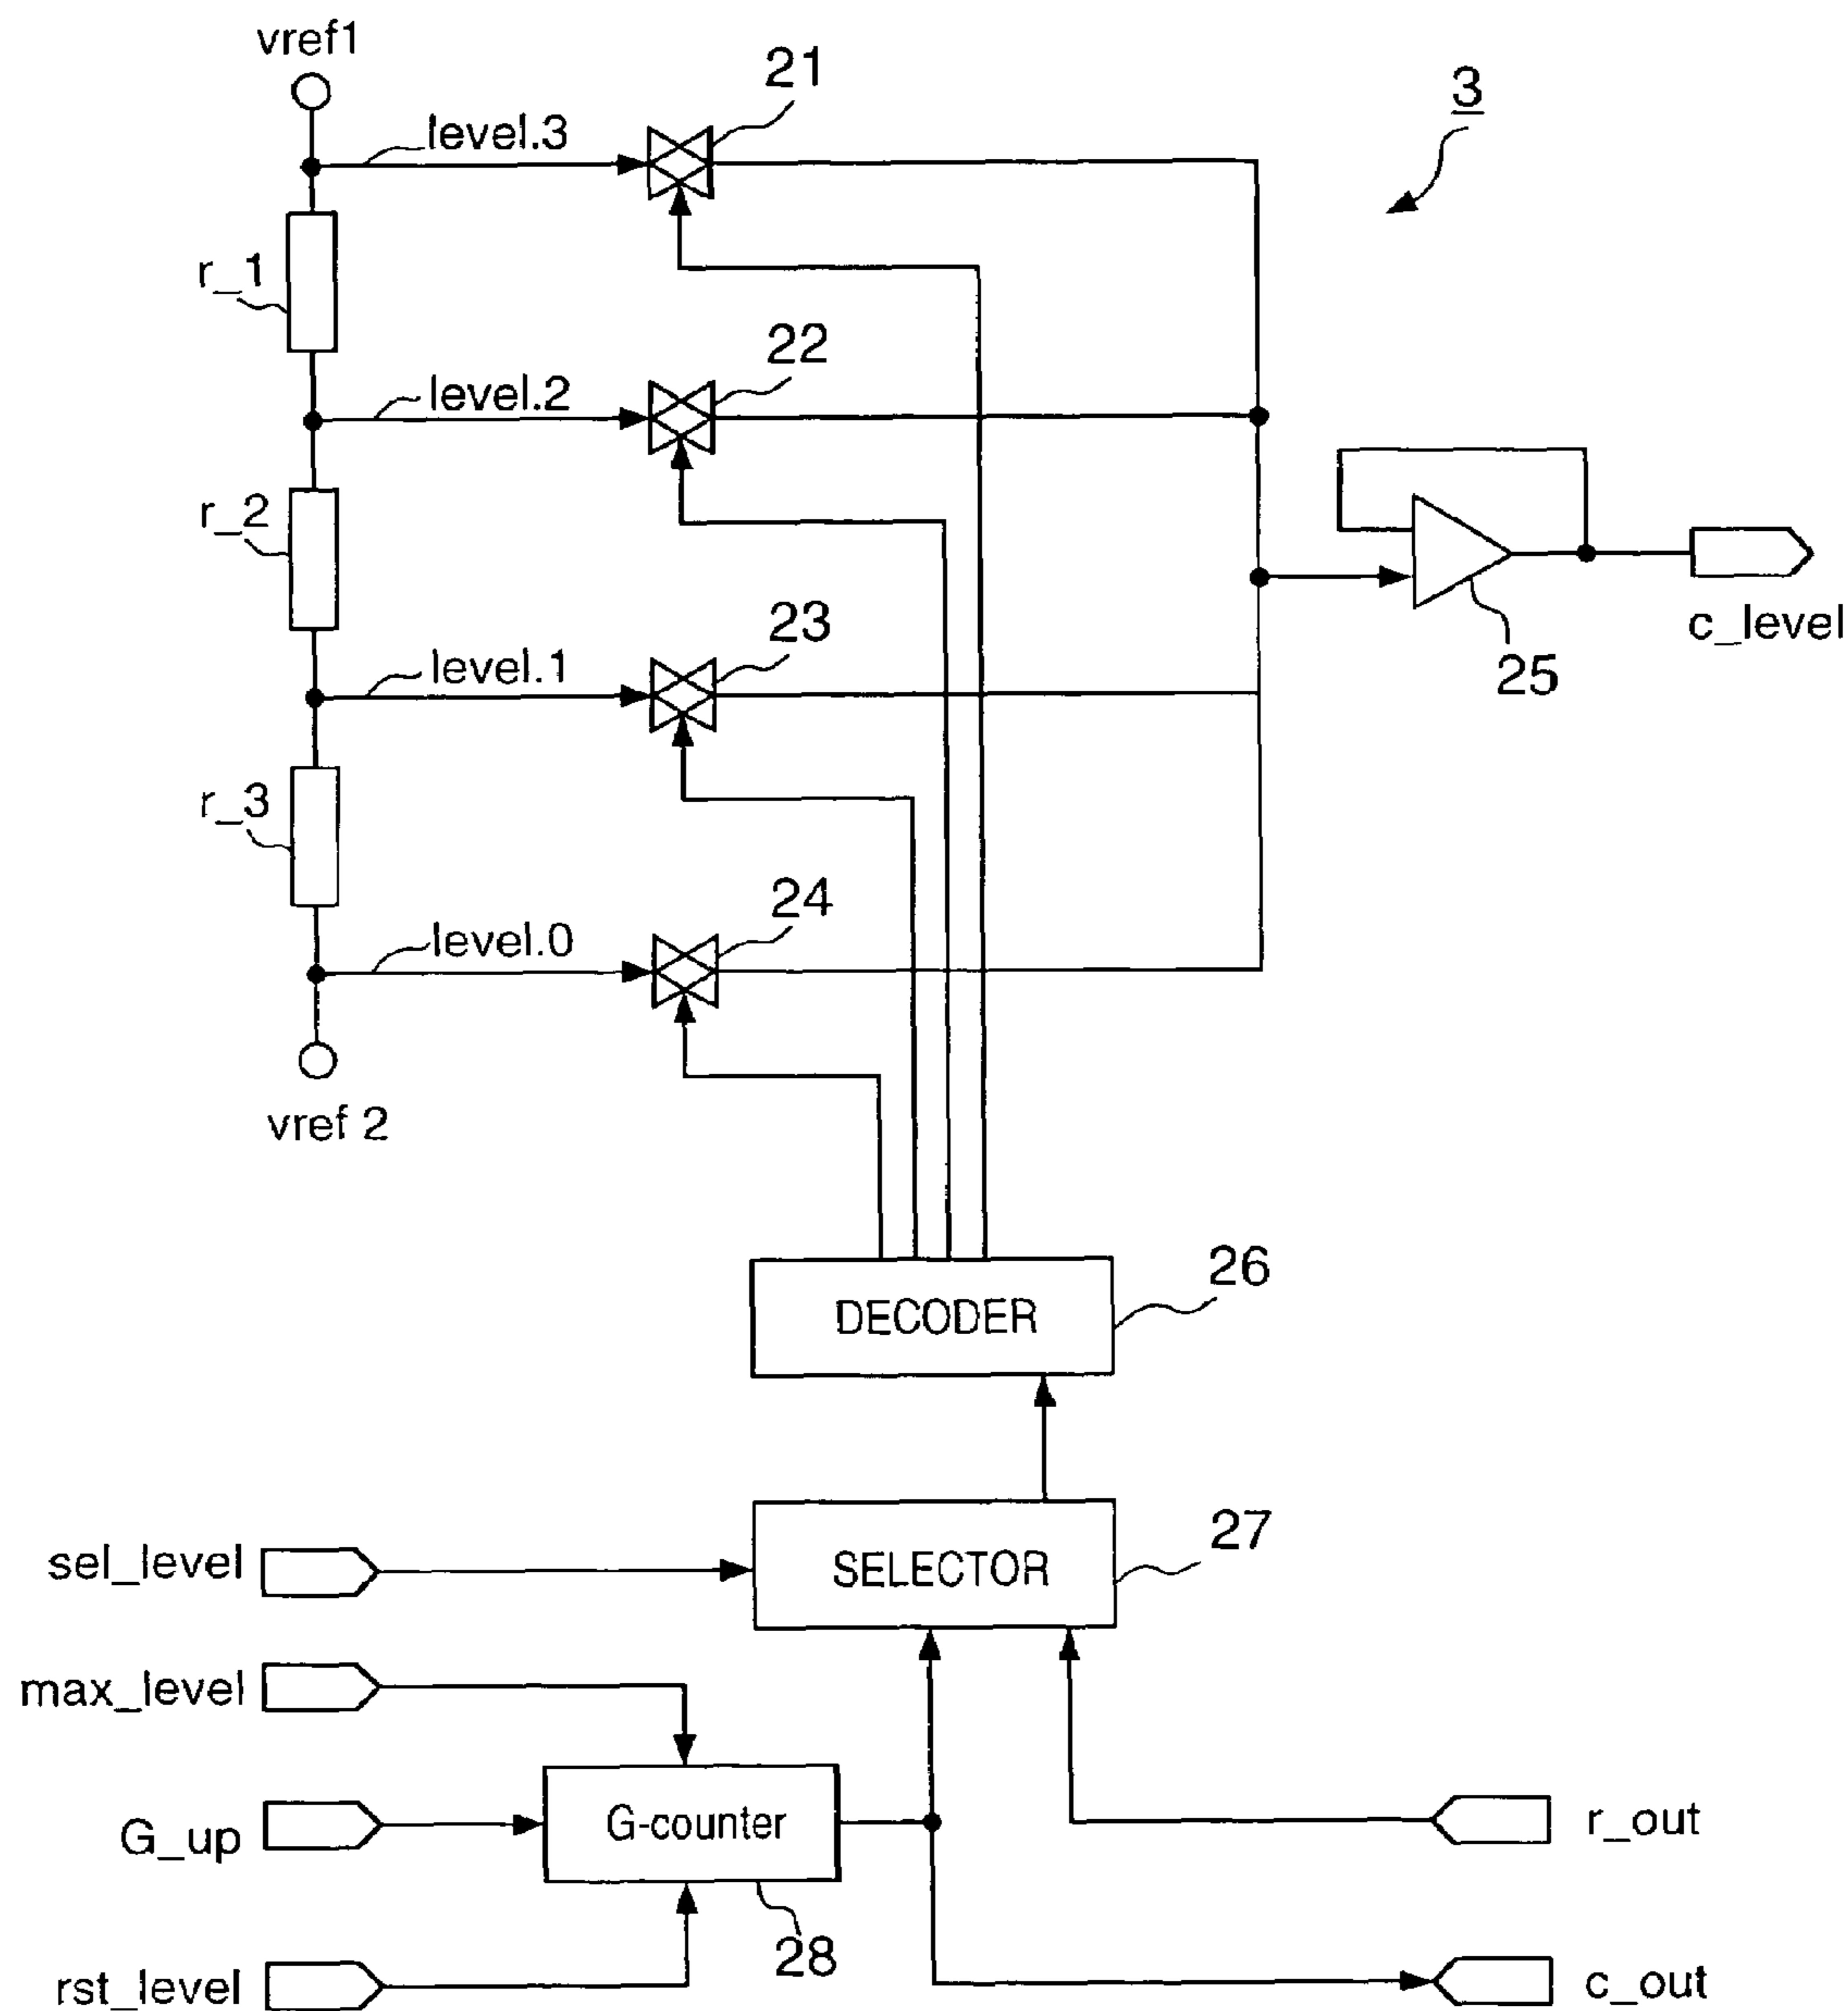 vref1
21
3
level.3
r_1
22
level.2
r_2
23
level.1
c_level
25
r_3
24
level.0
vref 2
26
DECODER
27
sel_level
SELECTOR
max_level
G_up
G-counter
r_out
28
rst_level
c_out